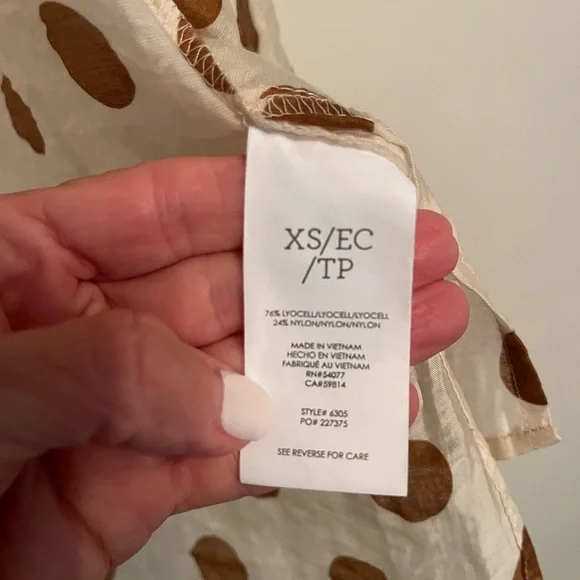 XS/EC
/TP
76% LYOCELL/LYOCELL/LYOCELL
24% NYLON/NYLON/NYLON
MADE IN VIETNAM
HECHO EN VIETNAM
FABRIQUÉ AU VIETNAM
RN#54077
CA#59814
STYLE# 6305
PO# 227375
SEE REVERSE FOR CARE